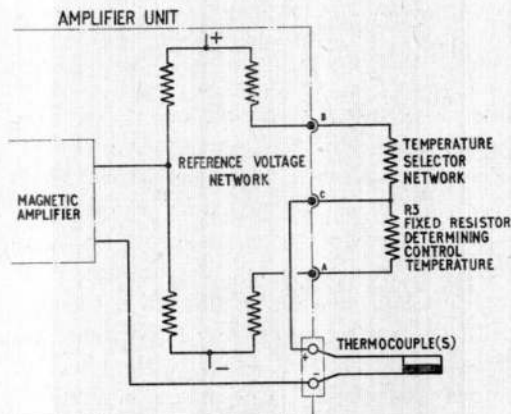 AMPLIFIER UNIT
+
B
REFERENCE VOLTAGE
NETWORK
TEMPERATURE
SELECTOR
NETWORK
MAGNETIC
AMPLIFIER
C
R3
FIXED RESISTOR
DETERMINING
CONTROL
TEMPERATURE
A
THERMOCOUPLE(S)
+
-
-